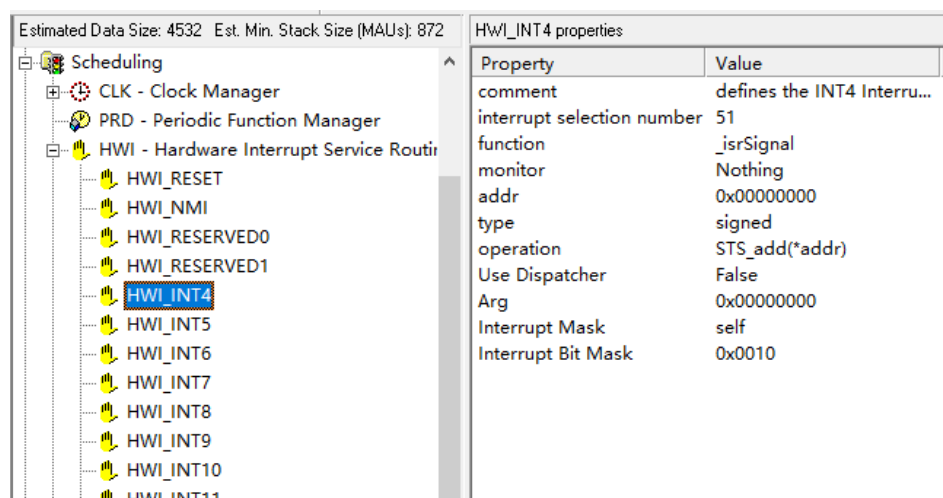 Estimated Data Size: 4532 Est. Min. Stack Size (MAUs): 872
Scheduling
CLK - Clock Manager
PRD - Periodic Function Manager
HWI - Hardware Interrupt Service Routin
HWI_RESET
HWI_NMI
HWI_RESERVED0
HWI_RESERVED1
HWI_INT4
HWI_INT5
HWI_INT6
HWI_INT7
HWI_INT8
HWI_INT9
HWI_INT10
HWI_INT11
HWI_INT4 properties
Property Value
comment defines the INT4 Interru...
interrupt selection number 51
function _isrSignal
monitor Nothing
addr 0x00000000
type signed
operation STS_add(*addr)
Use Dispatcher False
Arg 0x00000000
Interrupt Mask self
Interrupt Bit Mask 0x0010